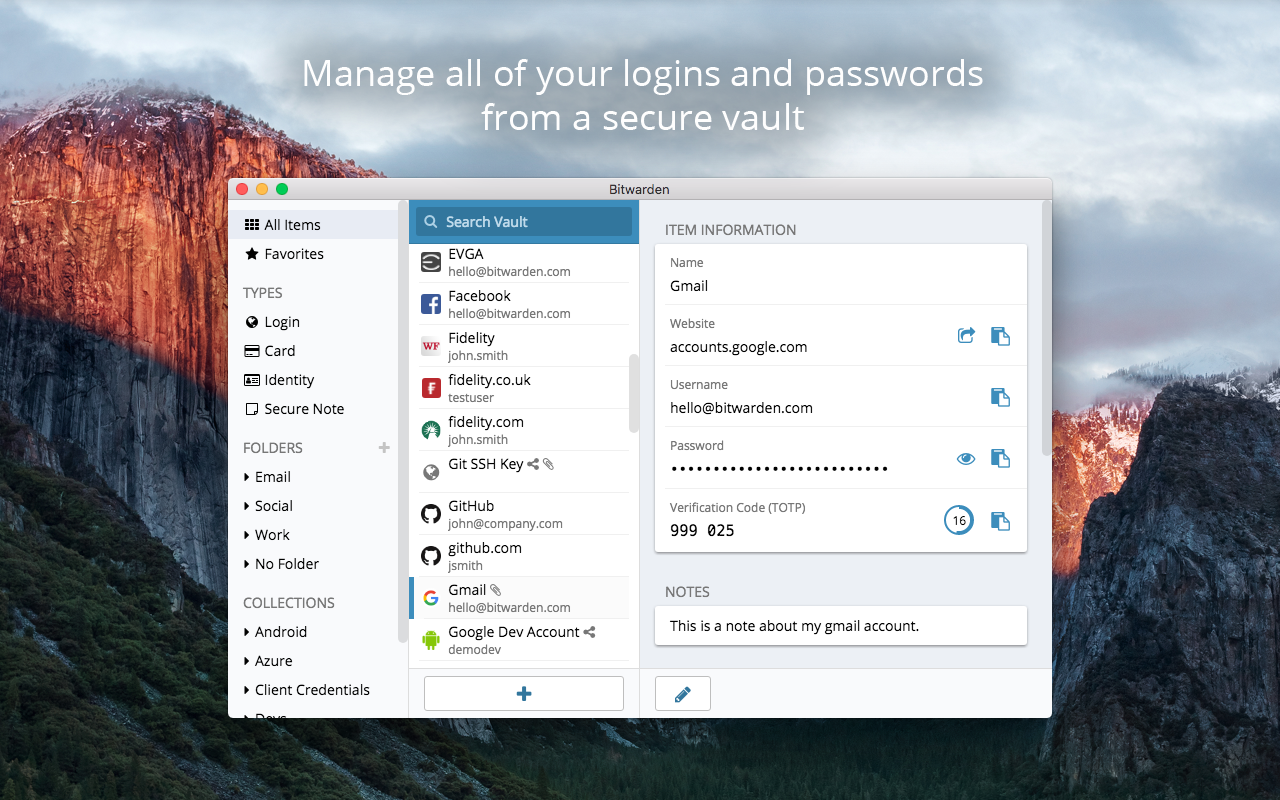 Manage all of your logins and passwords
from a secure vault
Bitwarden
All Items
Favorites
TYPES
Login
Card
Identity
Secure Note
FOLDERS
Email
Social
Work
No Folder
COLLECTIONS
Android
Azure
Client Credentials
Devs
Search Vault
EVGA
hello@bitwarden.com
Facebook
hello@bitwarden.com
WF
Fidelity
john.smith
fidelity.co.uk
testuser
fidelity.com
john.smith
Git SSH Key
GitHub
john@company.com
github.com
jsmith
Gmail
hello@bitwarden.com
Google Dev Account
demodev
ITEM INFORMATION
Name
Gmail
Website
accounts.google.com
Username
hello@bitwarden.com
Password
••••••••••••••••••••••••••
Verification Code (TOTP)
999 025
16
NOTES
This is a note about my gmail account.